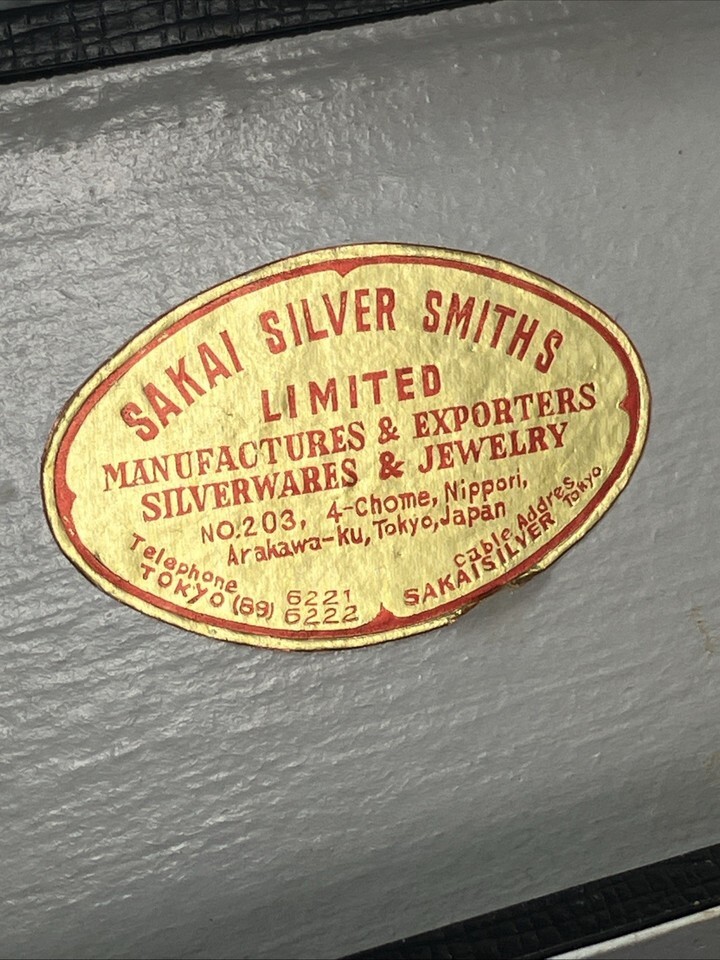 SAKAI SILVER SMITHS
LIMITED
MANUFACTURES & EXPORTERS
SILVERWARES & JEWELRY
NO.203, 4-Chome, Nippori,
Arakawa-ku, Tokyo, Japan
Telephone
TOKYO (89) 6221
6222
Cable Addres
SAKAISILVER Tokyo